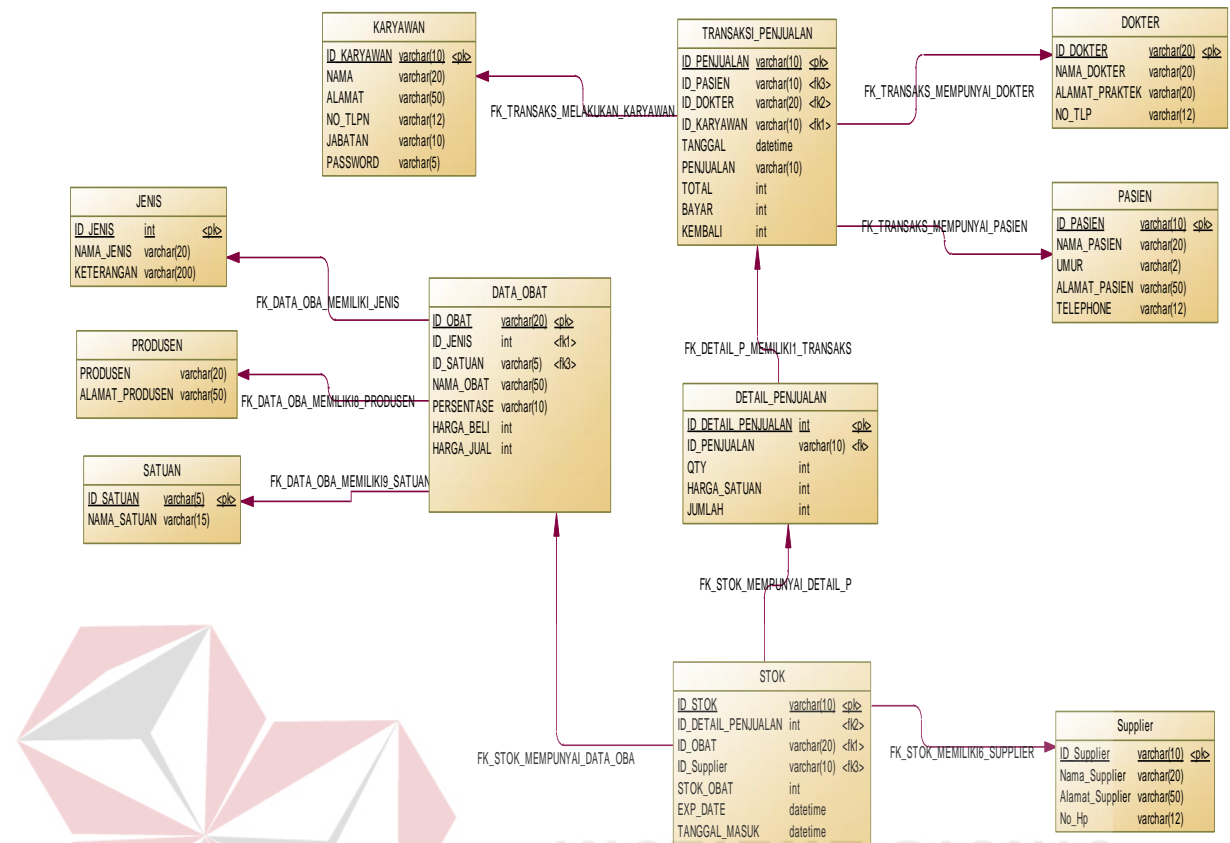 KARYAWAN
ID_KARYAWAN varchar(10) <pk>
NAMA varchar(20)
ALAMAT varchar(50)
NO_TLPN varchar(12)
JABATAN varchar(10)
PASSWORD varchar(5)
TRANSAKSI_PENJUALAN
ID_PENJUALAN varchar(10) <pk>
ID_PASIEN varchar(10) <fk3>
ID_DOKTER varchar(20) <fk2>
ID_KARYAWAN varchar(10) <fk1>
TANGGAL datetime
PENJUALAN varchar(10)
TOTAL int
BAYAR int
KEMBALI int
DOKTER
ID_DOKTER varchar(20) <pk>
NAMA_DOKTER varchar(20)
ALAMAT_PRAKTEK varchar(20)
NO_TLP varchar(12)
FK_TRANSAKS_MELAKUKAN_KARYAWAN
FK_TRANSAKS_MEMPUNYAI_DOKTER
JENIS
ID_JENIS int <pk>
NAMA_JENIS varchar(20)
KETERANGAN varchar(200)
PASIEN
ID_PASIEN varchar(10) <pk>
NAMA_PASIEN varchar(20)
UMUR varchar(2)
ALAMAT_PASIEN varchar(50)
TELEPHONE varchar(12)
FK_TRANSAKS_MEMPUNYAI_PASIEN
FK_DATA_OBA_MEMILIKI_JENIS
DATA_OBAT
ID_OBAT varchar(20) <pk>
ID_JENIS int <fk1>
ID_SATUAN varchar(5) <fk3>
NAMA_OBAT varchar(50)
PERSENTASE varchar(10)
HARGA_BELI int
HARGA_JUAL int
PRODUSEN
PRODUSEN varchar(20)
ALAMAT_PRODUSEN varchar(50)
FK_DATA_OBA_MEMILIKI8_PRODUSEN
FK_DETAIL_P_MEMILIKI1_TRANSAKS
DETAIL_PENJUALAN
ID_DETAIL_PENJUALAN int <pk>
ID_PENJUALAN varchar(10) <fk>
QTY int
HARGA_SATUAN int
JUMLAH int
SATUAN
ID_SATUAN varchar(5) <pk>
NAMA_SATUAN varchar(15)
FK_DATA_OBA_MEMILIKI9_SATUAN
FK_STOK_MEMPUNYAI_DETAIL_P
STOK
ID_STOK varchar(10) <pk>
ID_DETAIL_PENJUALAN int <fk2>
ID_OBAT varchar(20) <fk1>
ID_Supplier varchar(10) <fk3>
STOK_OBAT int
EXP_DATE datetime
TANGGAL_MASUK datetime
FK_STOK_MEMPUNYAI_DATA_OBA
FK_STOK_MEMILIKI6_SUPPLIER
Supplier
ID_Supplier varchar(10) <pk>
Nama_Supplier varchar(20)
Alamat_Supplier varchar(50)
No_Hp varchar(12)